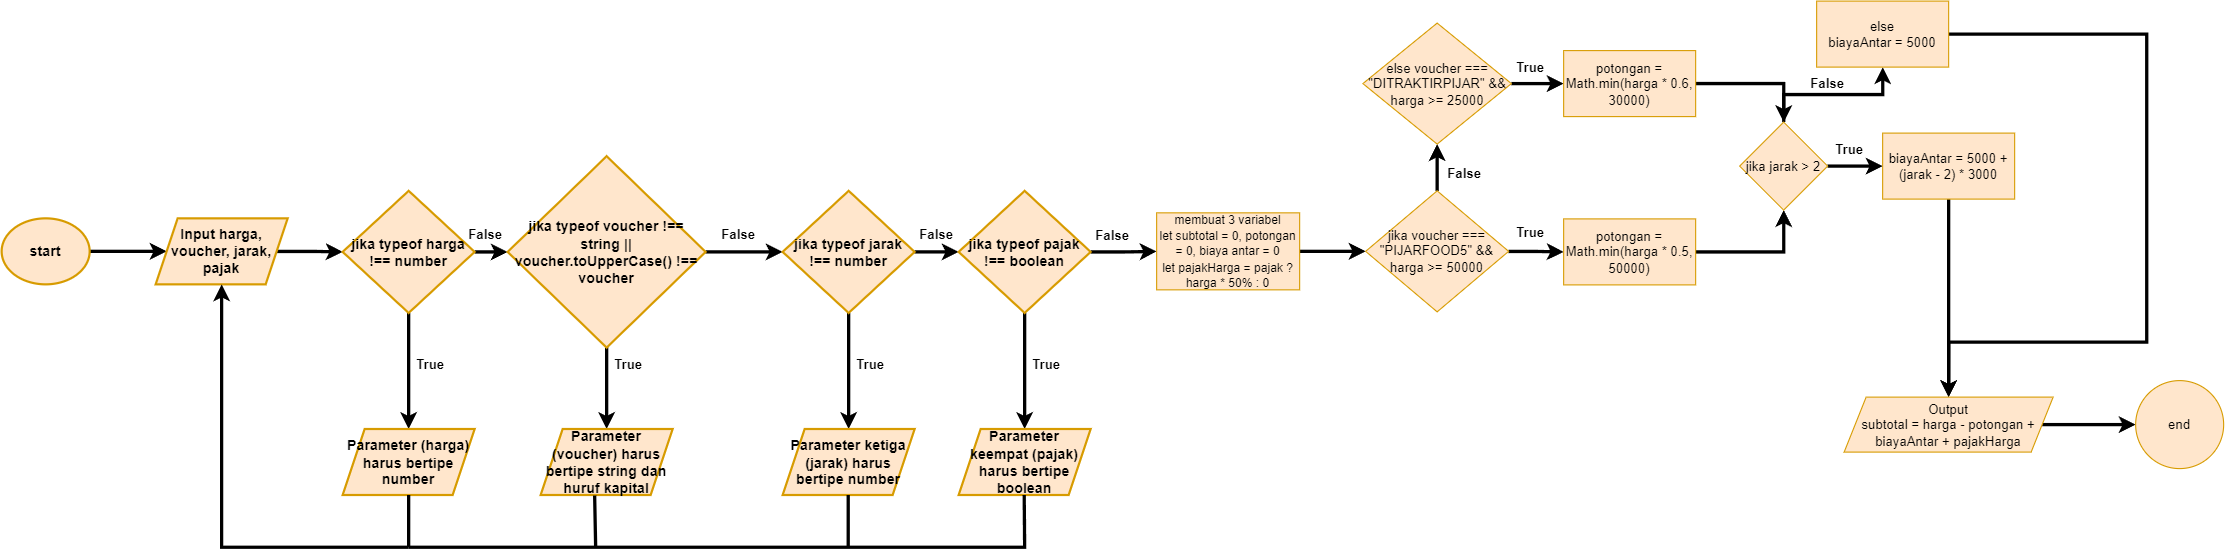 start
Input harga,
voucher, jarak,
pajak
jika typeof harga
!== number
False
True
Parameter (harga)
harus bertipe
number
jika typeof voucher !==
string ||
voucher.toUpperCase() !==
voucher
False
True
Parameter
(voucher) harus
bertipe string dan
huruf kapital
jika typeof jarak
!== number
False
True
Parameter ketiga
(jarak) harus
bertipe number
jika typeof pajak
!== boolean
False
True
Parameter
keempat (pajak)
harus bertipe
boolean
membuat 3 variabel
let subtotal = 0, potongan
= 0, biaya antar = 0
let pajakHarga = pajak ?
harga * 50% : 0
jika voucher ===
"PIJARFOOD5" &&
harga >= 50000
True
potongan =
Math.min(harga * 0.5,
50000)
False
else voucher ===
"DITRAKTIRPIJAR" &&
harga >= 25000
True
potongan =
Math.min(harga * 0.6,
30000)
jika jarak > 2
False
else
biayaAntar = 5000
True
biayaAntar = 5000 +
(jarak - 2) * 3000
Output
subtotal = harga - potongan +
biayaAntar + pajakHarga
end